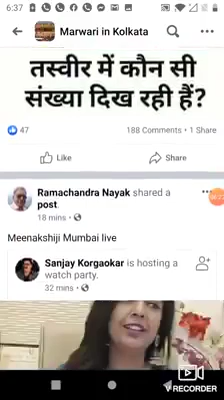 6:37
Marwari in Kolkata
तस्वीर में कौन सी
संख्या दिख रही हैं?
47
188 Comments • 1 Share
Like
Share
Ramachandra Nayak shared a
post.
18 mins •
Meenakshiji Mumbai live
Sanjay Korgaokar is hosting a
watch party.
32 mins •
RECORDER